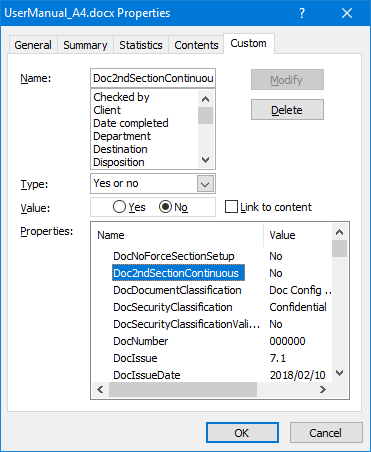 UserManual_A4.docx Properties
General Summary Statistics Contents Custom
Name: Doc2ndSectionContinuou Modify
Checked by Delete
Client
Date completed
Department
Destination
Disposition
Type: Yes or no
Value: Yes No Link to content
Properties: Name Value
DocNoForceSectionSetup No
Doc2ndSectionContinuous No
DocDocumentClassification Doc Config ...
DocSecurityClassification Confidential
DocSecurityClassificationVali... No
DocNumber 000000
DocIssue 7.1
DocIssueDate 2018/02/10
OK Cancel